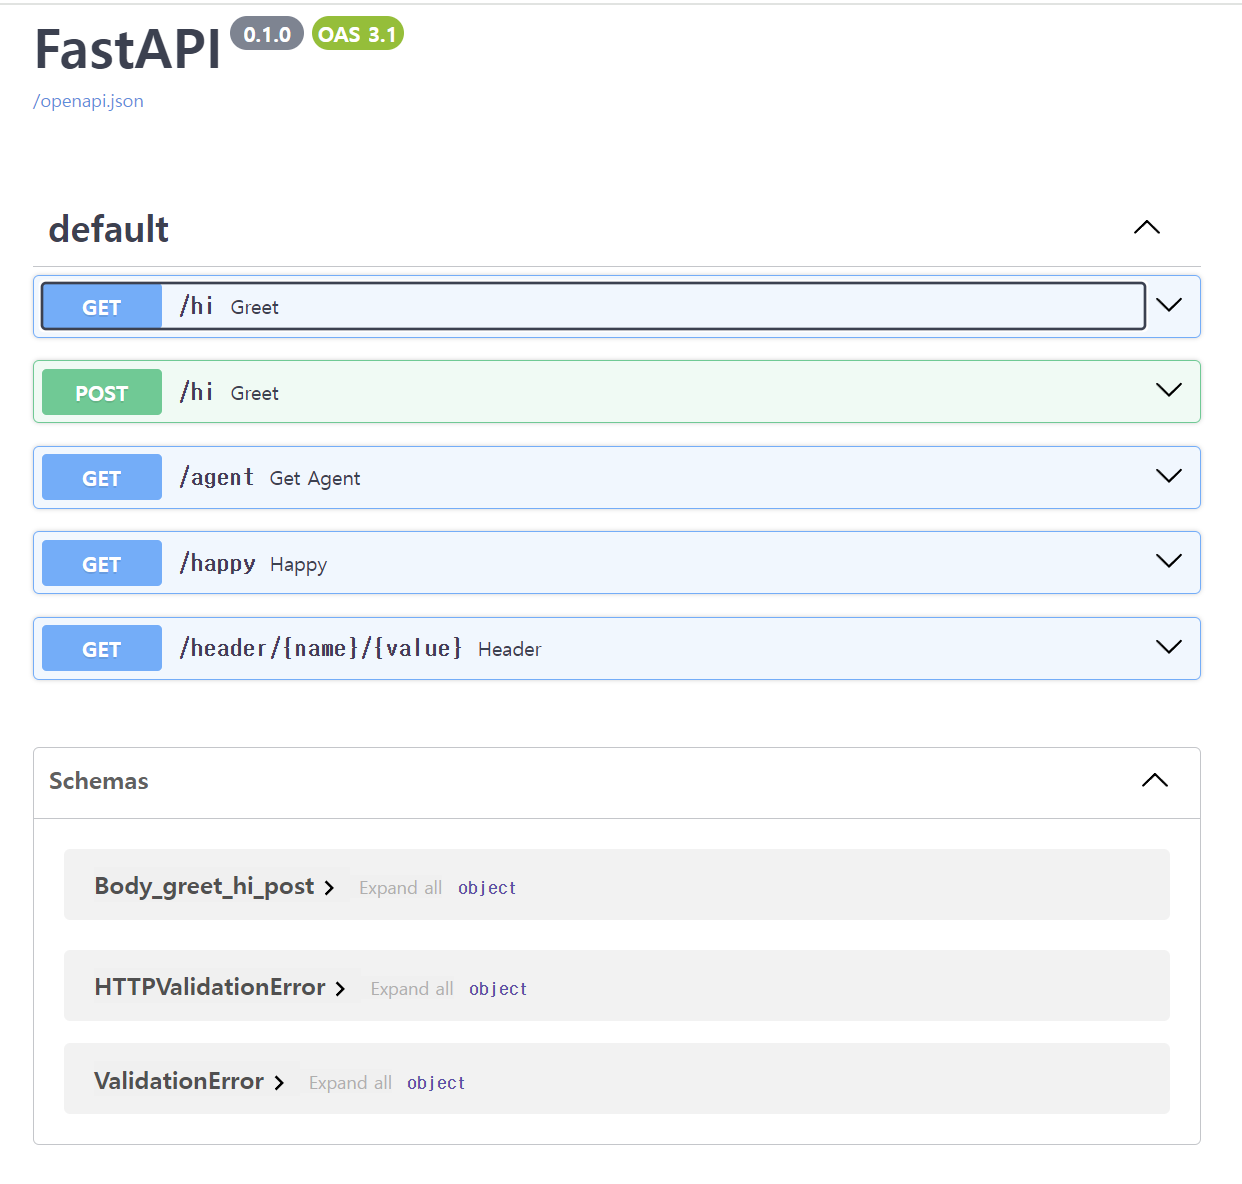 FastAPI 0.1.0 OAS 3.1
/openapi.json
default
GET /hi Greet
POST /hi Greet
GET /agent Get Agent
GET /happy Happy
GET /header/{name}/{value} Header
Schemas
Body_greet_hi_post Expand all object
HTTPValidationError Expand all object
ValidationError Expand all object